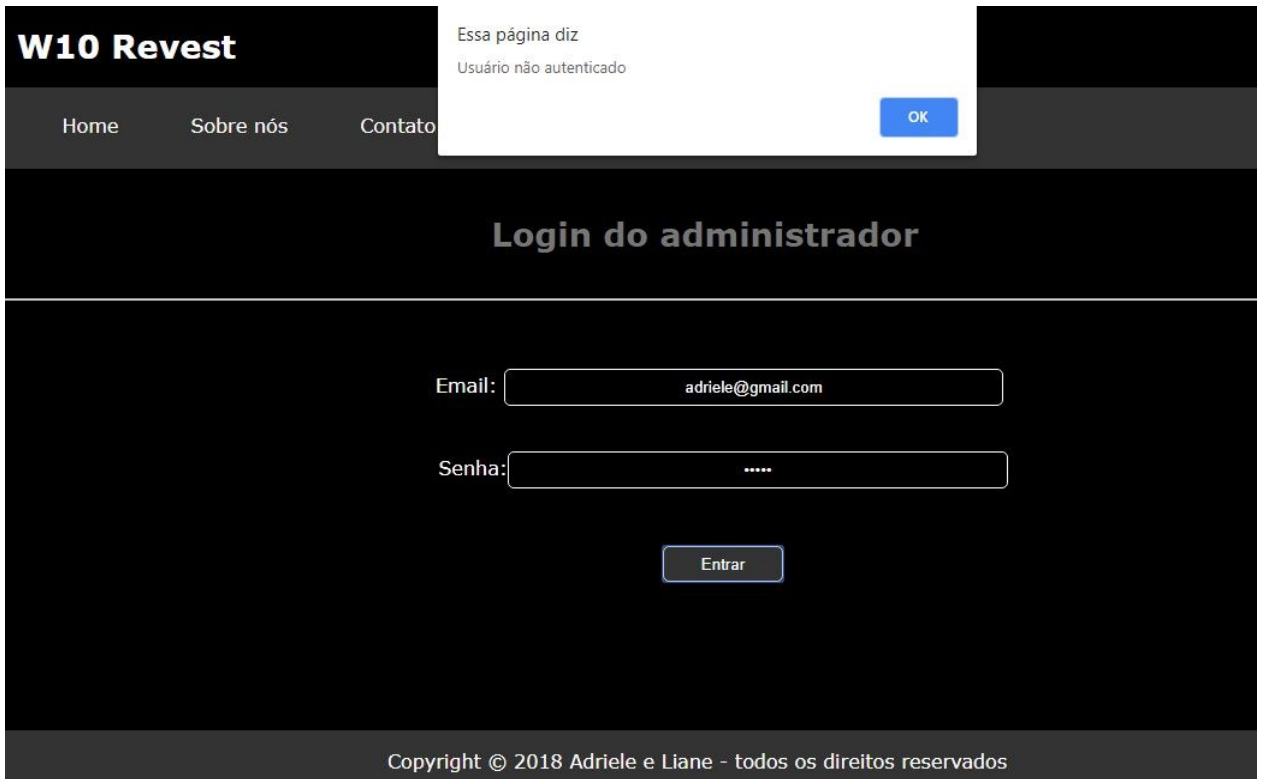 W10 Revest
Essa página diz
Usuário não autenticado
OK
Home Sobre nós Contato
Login do administrador
Email: adriele@gmail.com
Senha: •••••
Entrar
Copyright © 2018 Adriele e Liane - todos os direitos reservados